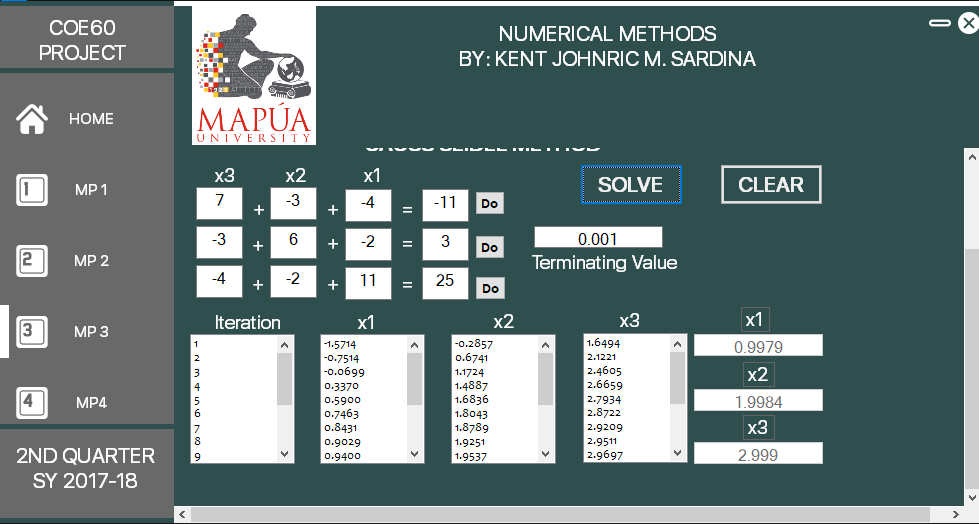 COE60
PROJECT
HOME
1
MP 1
2
MP 2
3
MP 3
4
MP4
2ND QUARTER
SY 2017-18
MAPÚA
UNIVERSITY
NUMERICAL METHODS
BY: KENT JOHNRIC M. SARDINA
GAUSS SEIDEL METHOD
x3 x2 x1
7 + -3 + -4 = -11 Do
-3 + 6 + -2 = 3 Do
-4 + -2 + 11 = 25 Do
SOLVE CLEAR
0.001
Terminating Value
Iteration x1 x2 x3
1 -1.5714 -0.2857 1.6494
2 -0.7514 0.6741 2.1221
3 -0.0699 1.1724 2.4605
4 0.3370 1.4887 2.6659
5 0.5900 1.6836 2.7934
6 0.7463 1.8043 2.8722
7 0.8431 1.8789 2.9209
8 0.9029 1.9251 2.9511
9 0.9400 1.9537 2.9697
x1
0.9979
x2
1.9984
x3
2.999